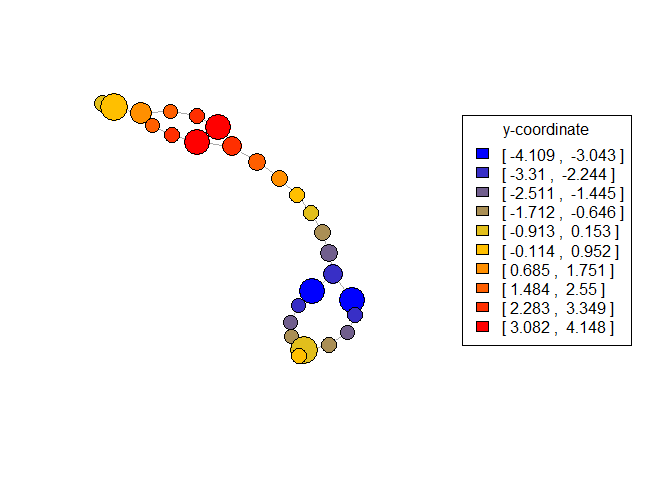 y-coordinate
[ -4.109 , -3.043 ]
[ -3.31 , -2.244 ]
[ -2.511 , -1.445 ]
[ -1.712 , -0.646 ]
[ -0.913 , 0.153 ]
[ -0.114 , 0.952 ]
[ 0.685 , 1.751 ]
[ 1.484 , 2.55 ]
[ 2.283 , 3.349 ]
[ 3.082 , 4.148 ]